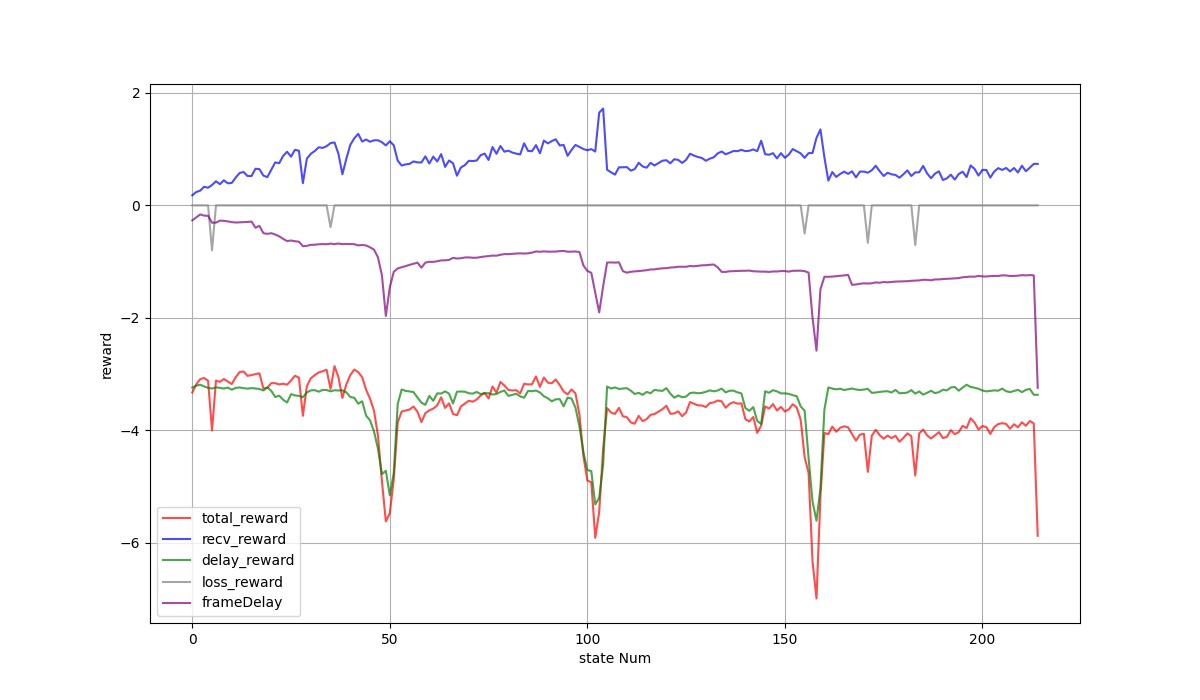 2
0
−2
−4
−6
reward
0
50
100
150
200
state Num
total_reward
recv_reward
delay_reward
loss_reward
frameDelay